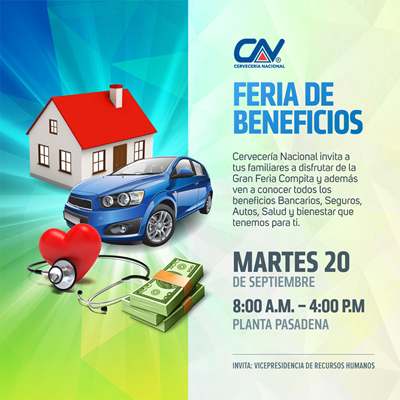 CN
CERVECERÍA NACIONAL
FERIA DE
BENEFICIOS
Cervecería Nacional invita a
tus familiares a disfrutar de la
Gran Feria Compita y además
ven a conocer todos los
beneficios Bancarios, Seguros,
Autos, Salud y bienestar que
tenemos para ti.
MARTES 20
DE SEPTIEMBRE
8:00 A.M. – 4:00 P.M
PLANTA PASADENA
INVITA: VICEPRESIDENCIA DE RECURSOS HUMANOS